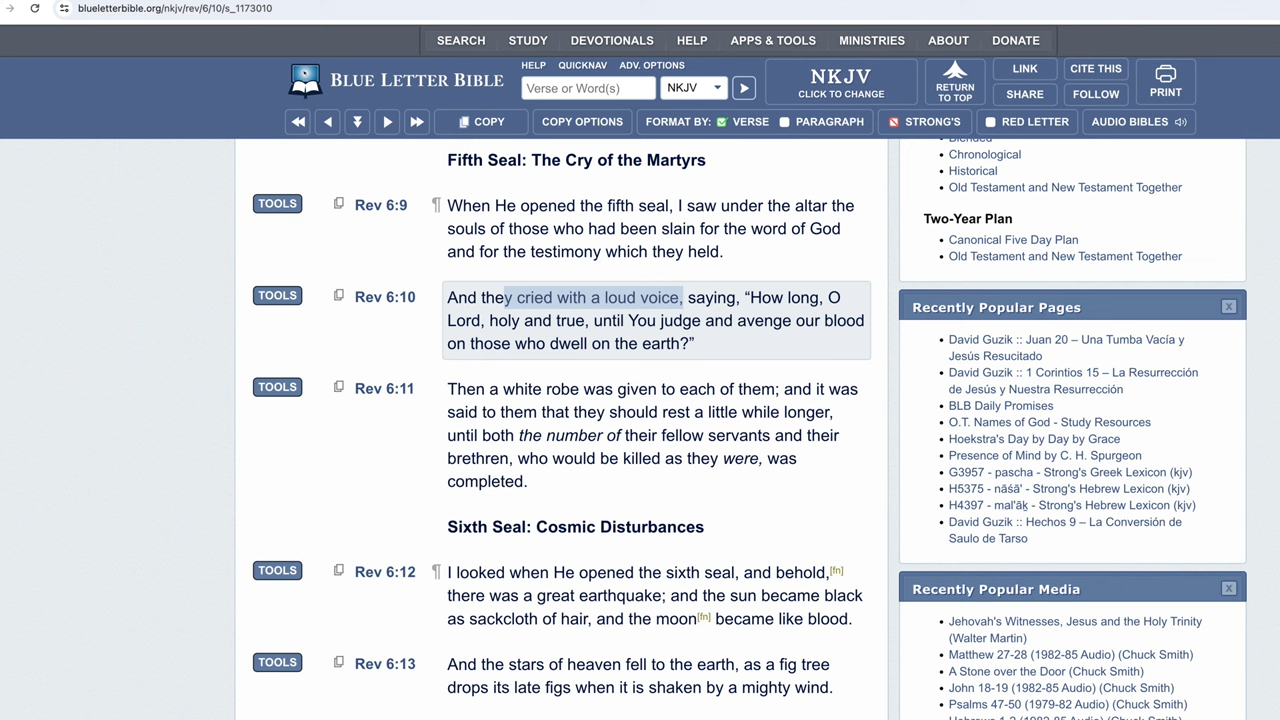 blueletterbible.org/nkjv/rev/6/10/s_1173010
SEARCH STUDY DEVOTIONALS HELP APPS & TOOLS MINISTRIES ABOUT DONATE
BLUE LETTER BIBLE
HELP QUICKNAV ADV. OPTIONS
Verse or Word(s) NKJV
NKJV
CLICK TO CHANGE
RETURN
TO TOP
LINK CITE THIS
SHARE FOLLOW
PRINT
COPY COPY OPTIONS FORMAT BY: VERSE PARAGRAPH STRONG'S RED LETTER AUDIO BIBLES
Fifth Seal: The Cry of the Martyrs
TOOLS Rev 6:9 ¶ When He opened the fifth seal, I saw under the altar the
souls of those who had been slain for the word of God
and for the testimony which they held.
TOOLS Rev 6:10 And they cried with a loud voice, saying, “How long, O
Lord, holy and true, until You judge and avenge our blood
on those who dwell on the earth?”
TOOLS Rev 6:11 Then a white robe was given to each of them; and it was
said to them that they should rest a little while longer,
until both the number of their fellow servants and their
brethren, who would be killed as they were, was
completed.
Sixth Seal: Cosmic Disturbances
TOOLS Rev 6:12 ¶ I looked when He opened the sixth seal, and behold,[fn]
there was a great earthquake; and the sun became black
as sackcloth of hair, and the moon[fn] became like blood.
TOOLS Rev 6:13 And the stars of heaven fell to the earth, as a fig tree
drops its late figs when it is shaken by a mighty wind.
Blended
• Chronological
• Historical
• Old Testament and New Testament Together
Two-Year Plan
• Canonical Five Day Plan
• Old Testament and New Testament Together
Recently Popular Pages X
• David Guzik :: Juan 20 – Una Tumba Vacía y
Jesús Resucitado
• David Guzik :: 1 Corintios 15 – La Resurrección
de Jesús y Nuestra Resurrección
• BLB Daily Promises
• O.T. Names of God - Study Resources
• Hoekstra's Day by Day by Grace
• Presence of Mind by C. H. Spurgeon
• G3957 - pascha - Strong's Greek Lexicon (kjv)
• H5375 - nāśā' - Strong's Hebrew Lexicon (kjv)
• H4397 - mal'āḵ - Strong's Hebrew Lexicon (kjv)
• David Guzik :: Hechos 9 – La Conversión de
Saulo de Tarso
Recently Popular Media X
• Jehovah's Witnesses, Jesus and the Holy Trinity
(Walter Martin)
• Matthew 27-28 (1982-85 Audio) (Chuck Smith)
• A Stone over the Door (Chuck Smith)
• John 18-19 (1982-85 Audio) (Chuck Smith)
• Psalms 47-50 (1979-82 Audio) (Chuck Smith)
• Hebrews 1-2 (1982-85 Audio) (Chuck Smith)